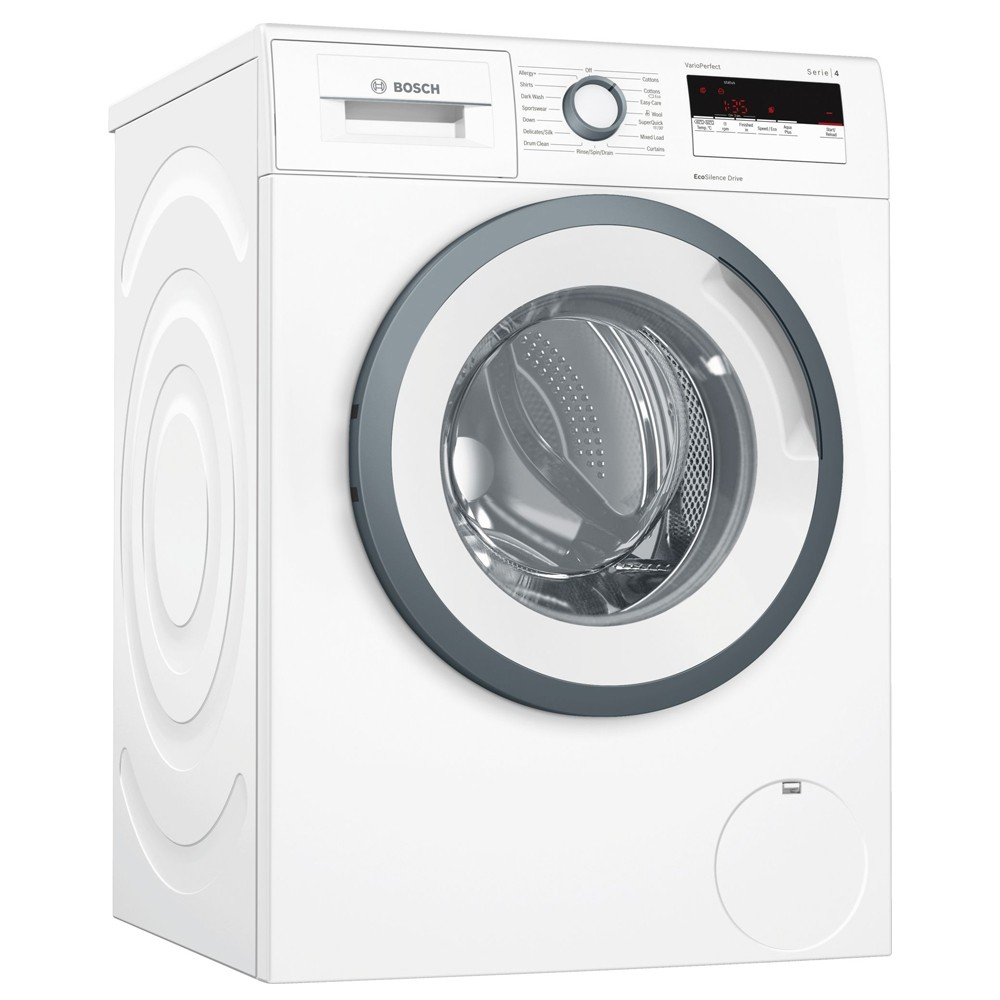 BOSCH
Allergy+
Shirts
Dark Wash
Sportswear
Down
Delicates/Silk
Drum Clean
Off
Cottons
Cottons
Easy Care
Wool
SuperQuick
Mixed Load
Curtains
Rinse/Spin/Drain
VarioPerfect
Serie | 4
status
1:35
Temp. °C
rpm
Finished in
Speed / Eco
Aqua Plus
Start/
Reload
EcoSilence Drive